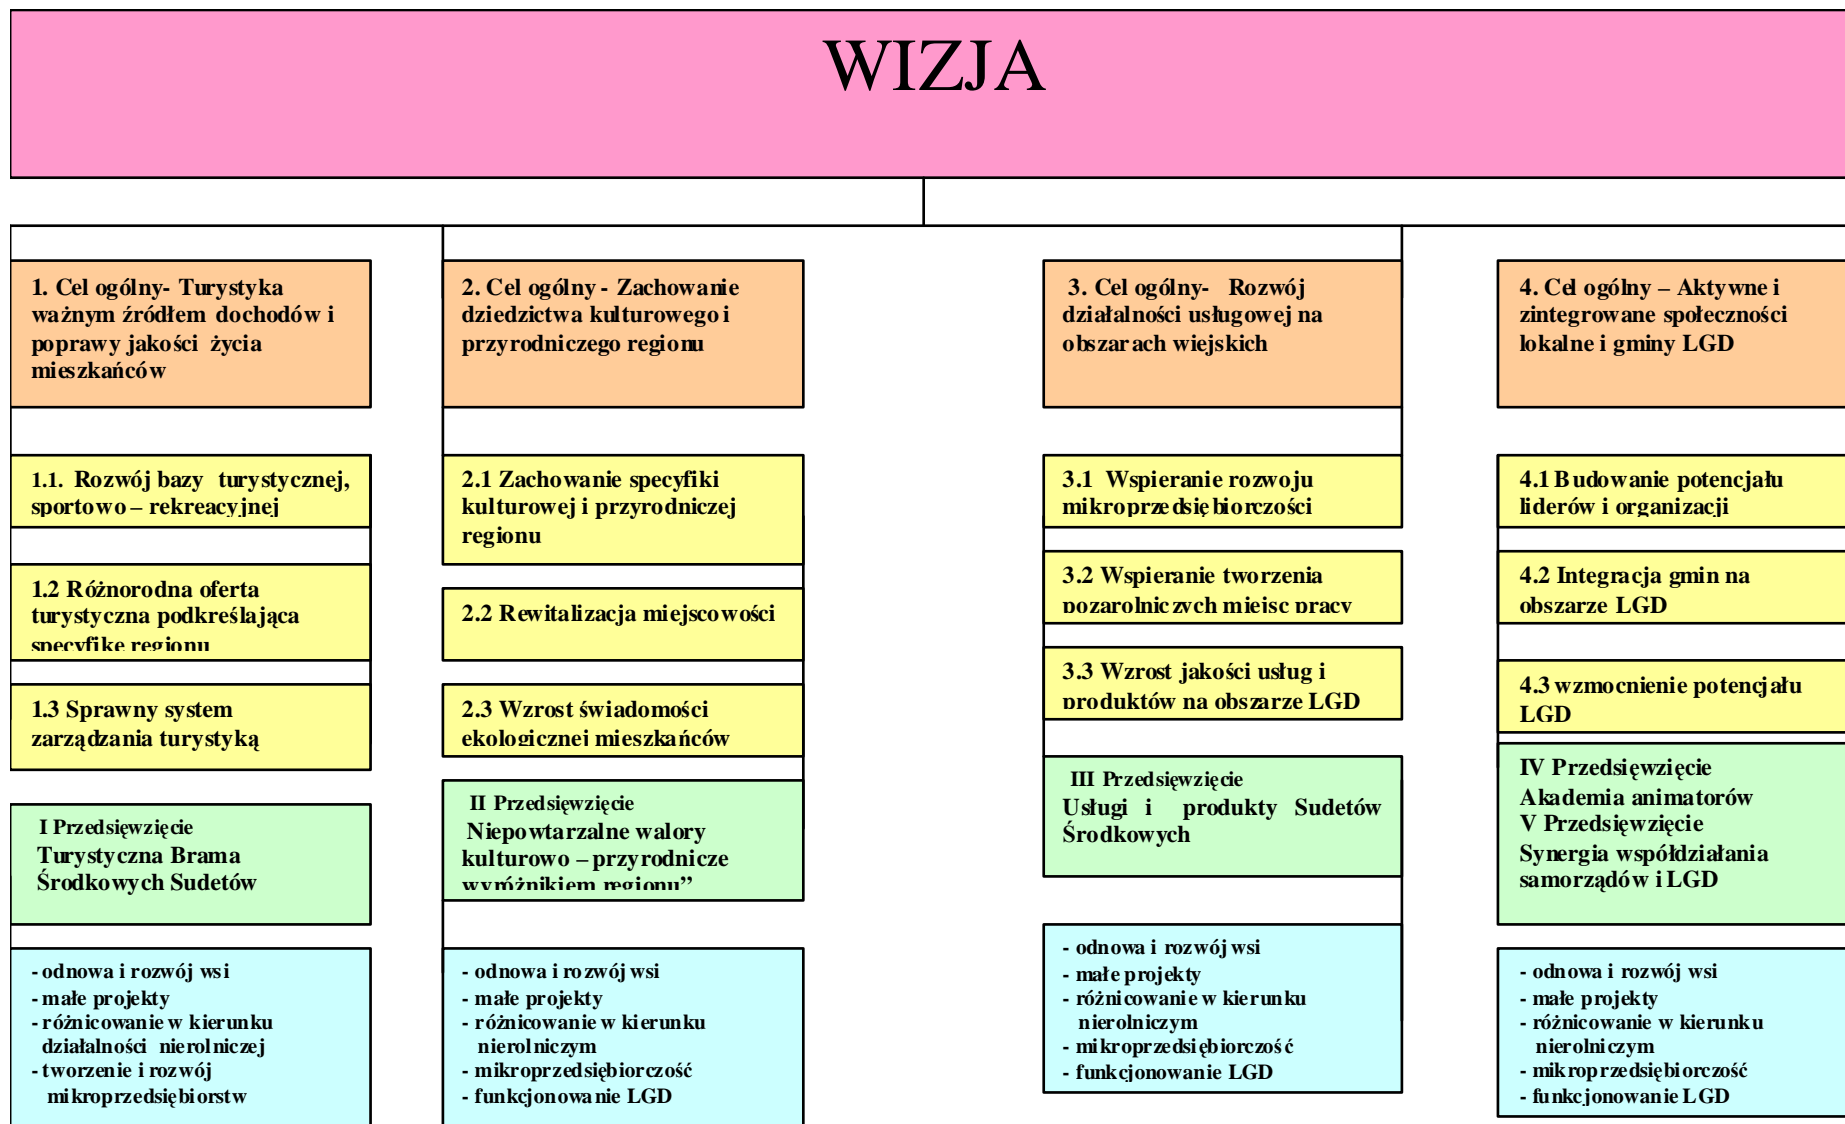 WIZJA
1. Cel ogólny- Turystyka
ważnym źródłem dochodów i
poprawy jakości życia
mieszkańców
1.1. Rozwój bazy turystycznej,
sportowo – rekreacyjnej
1.2 Różnorodna oferta
turystyczna podkreślająca
specyfikę regionu
1.3 Sprawny system
zarządzania turystyką
I Przedsięwzięcie
Turystyczna Brama
Środkowych Sudetów
- odnowa i rozwój wsi
- małe projekty
- różnicowanie w kierunku
działalności nierolniczej
- tworzenie i rozwój
mikroprzedsiębiorstw
2. Cel ogólny - Zachowanie
dziedzictwa kulturowego i
przyrodniczego regionu
2.1 Zachowanie specyfiki
kulturowej i przyrodniczej
regionu
2.2 Rewitalizacja miejscowości
2.3 Wzrost świadomości
ekologicznej mieszkańców
II Przedsięwzięcie
Niepowtarzalne walory
kulturowo – przyrodnicze
wyróżnikiem regionu”
- odnowa i rozwój wsi
- małe projekty
- różnicowanie w kierunku
nierolniczym
- mikroprzedsiębiorczość
- funkcjonowanie LGD
3. Cel ogólny- Rozwój
działalności usługowej na
obszarach wiejskich
3.1 Wspieranie rozwoju
mikroprzedsiębiorczości
3.2 Wspieranie tworzenia
pozarolniczych miejsc pracy
3.3 Wzrost jakości usług i
produktów na obszarze LGD
III Przedsięwzięcie
Usługi i produkty Sudetów
Środkowych
- odnowa i rozwój wsi
- małe projekty
- różnicowanie w kierunku
nierolniczym
- mikroprzedsiębiorczość
- funkcjonowanie LGD
4. Cel ogólny – Aktywne i
zintegrowane społeczności
lokalne i gminy LGD
4.1 Budowanie potencjału
liderów i organizacji
4.2 Integracja gmin na
obszarze LGD
4.3 wzmocnienie potencjału
LGD
IV Przedsięwzięcie
Akademia animatorów
V Przedsięwzięcie
Synergia współdziałania
samorządów i LGD
- odnowa i rozwój wsi
- małe projekty
- różnicowanie w kierunku
nierolniczym
- mikroprzedsiębiorczość
- funkcjonowanie LGD